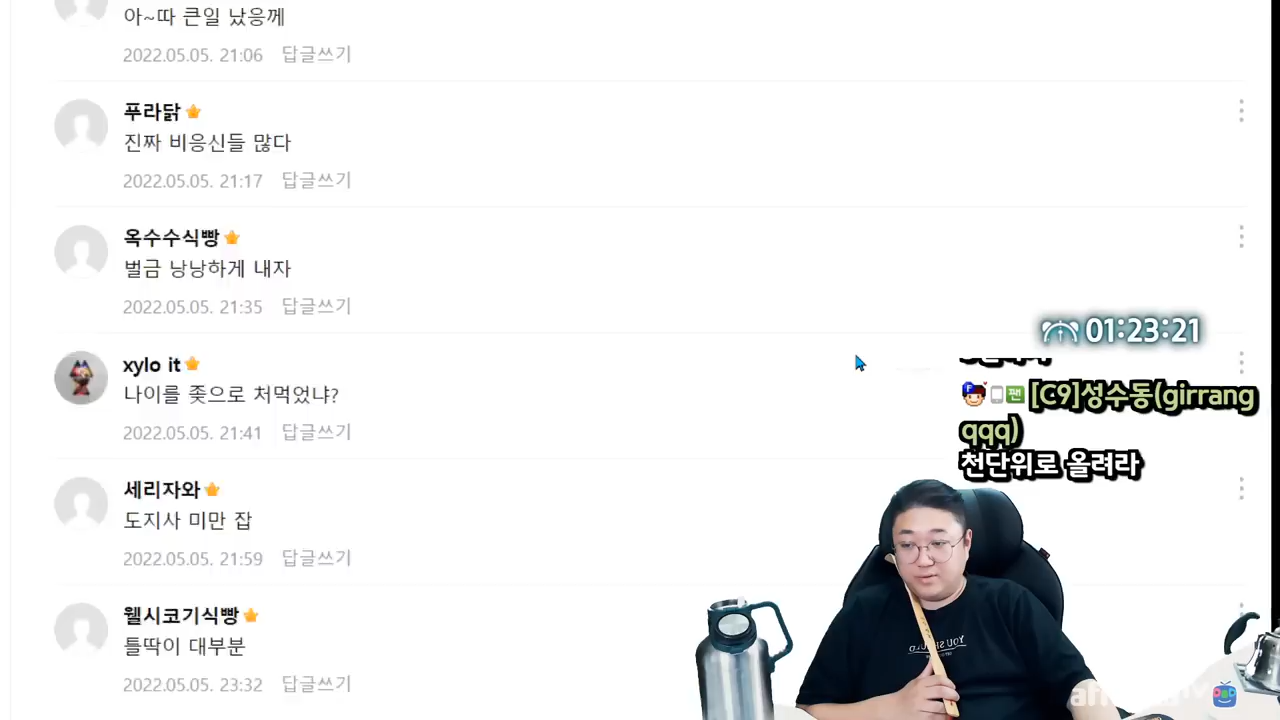 아~따 큰일 났응께
2022.05.05. 21:06 답글쓰기
푸라닭
진짜 비응신들 많다
2022.05.05. 21:17 답글쓰기
옥수수식빵
벌금 낭낭하게 내자
2022.05.05. 21:35 답글쓰기
01:23:21
xylo it
나이를 좆으로 처먹었냐?
2022.05.05. 21:41 답글쓰기
F 팬 [C9]성수동(girrang
qqq)
천단위로 올려라
세리자와
도지사 미만 잡
2022.05.05. 21:59 답글쓰기
웰시코기식빵
틀딱이 대부분
2022.05.05. 23:32 답글쓰기